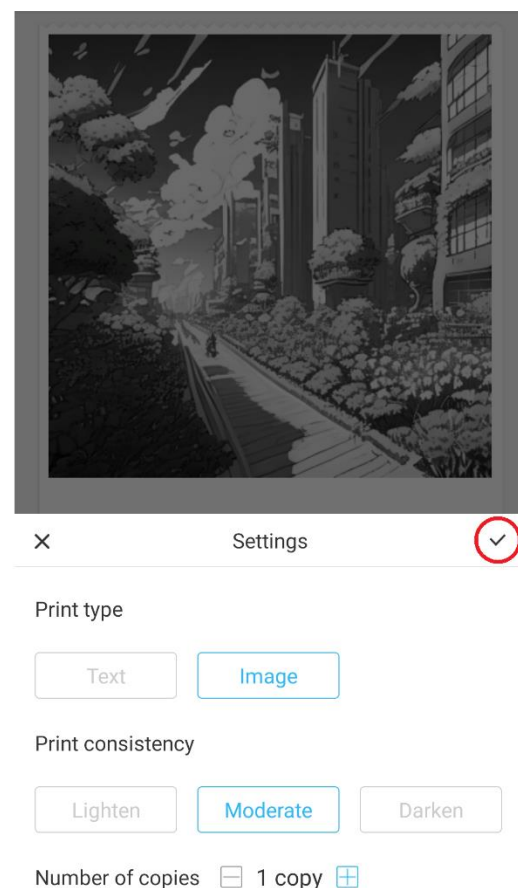 Settings
Print type
Text Image
Print consistency
Lighten Moderate Darken
Number of copies 1 copy